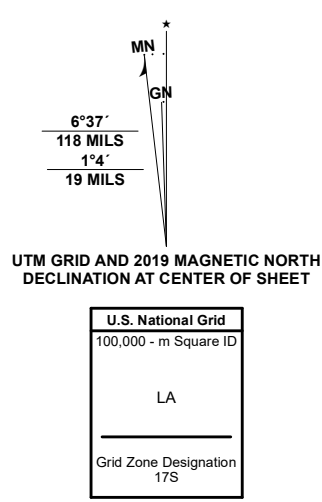 ★
MN
GN
6°37´
118 MILS
1°4´
19 MILS
UTM GRID AND 2019 MAGNETIC NORTH
DECLINATION AT CENTER OF SHEET
U.S. National Grid
100,000 - m Square ID
LA
Grid Zone Designation
17S